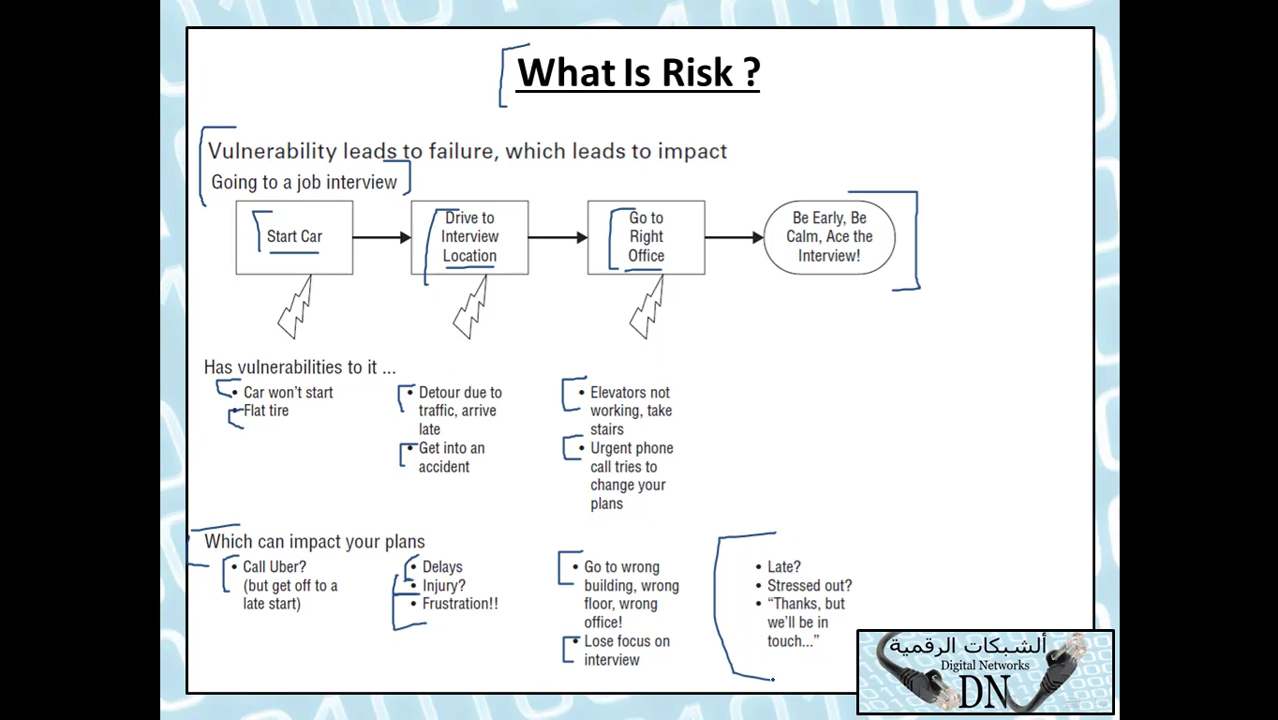 What Is Risk ?
Vulnerability leads to failure, which leads to impact
Going to a job interview
Start Car
Drive to
Interview
Location
Go to
Right
Office
Be Early, Be
Calm, Ace the
Interview!
Has vulnerabilities to it ...
• Car won't start
• Flat tire
• Detour due to
traffic, arrive
late
• Get into an
accident
• Elevators not
working, take
stairs
• Urgent phone
call tries to
change your
plans
Which can impact your plans
• Call Uber?
(but get off to a
late start)
• Delays
• Injury?
• Frustration!!
• Go to wrong
building, wrong
floor, wrong
office!
• Lose focus on
interview
• Late?
• Stressed out?
• “Thanks, but
we'll be in
touch...”
ألشبكات الرقمية
Digital Networks
DN